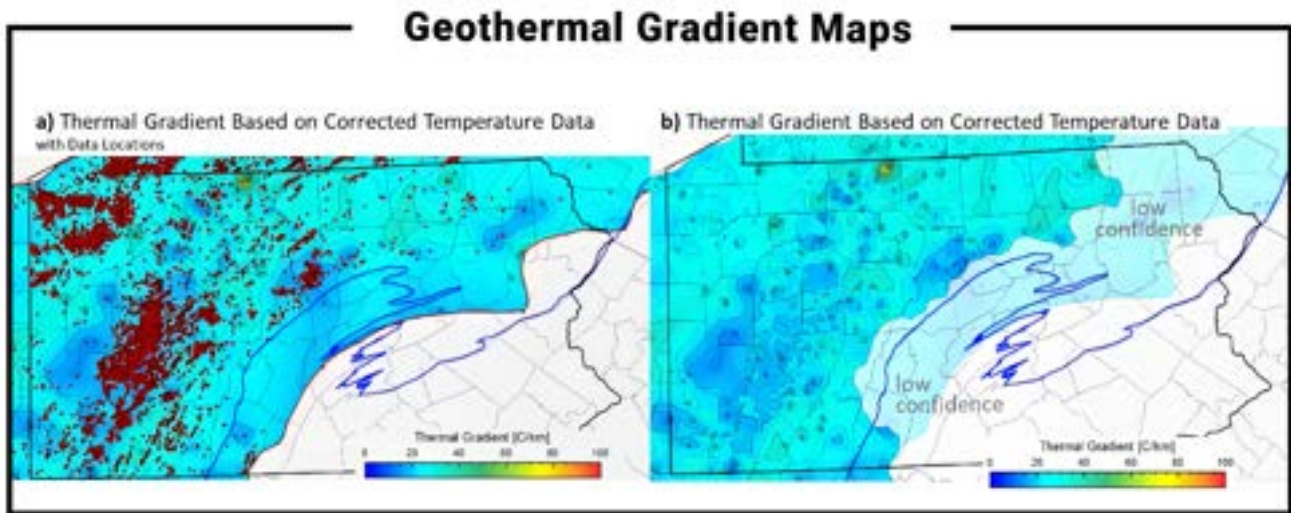 Geothermal Gradient Maps
a) Thermal Gradient Based on Corrected Temperature Data
with Data Locations
b) Thermal Gradient Based on Corrected Temperature Data
low
confidence
low
confidence
Thermal Gradient [C/km]
0 20 40 60 80 100
Thermal Gradient [C/km]
0 20 40 60 80 100